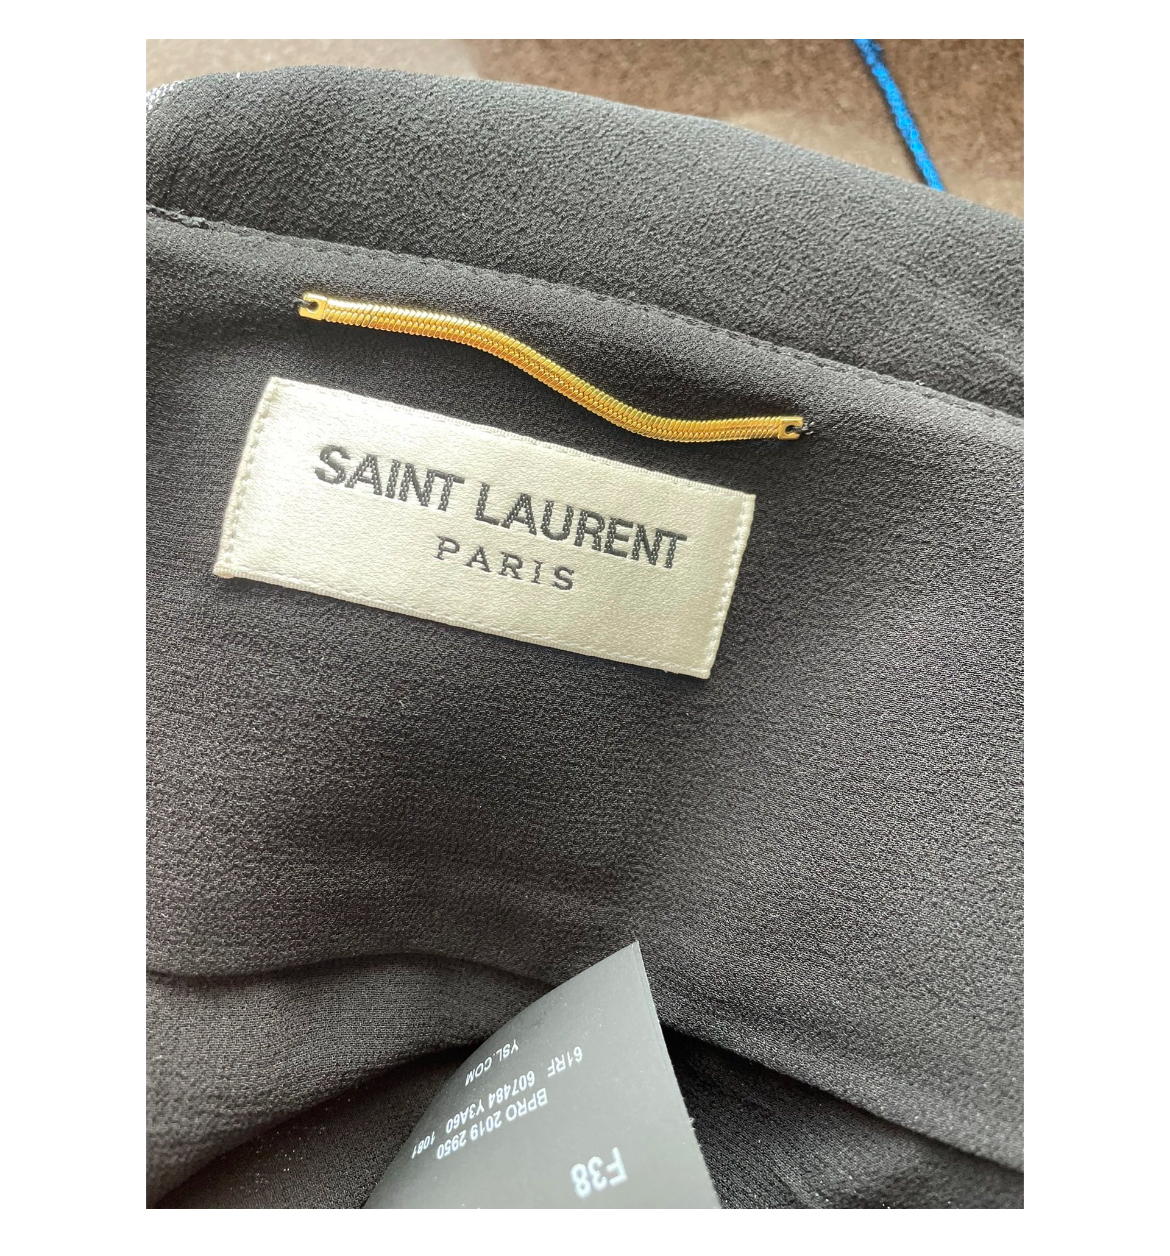 SAINT LAURENT
PARIS
F38
BPRO 2019 2950
61RF 607484 Y3A60 1081
YSL.COM